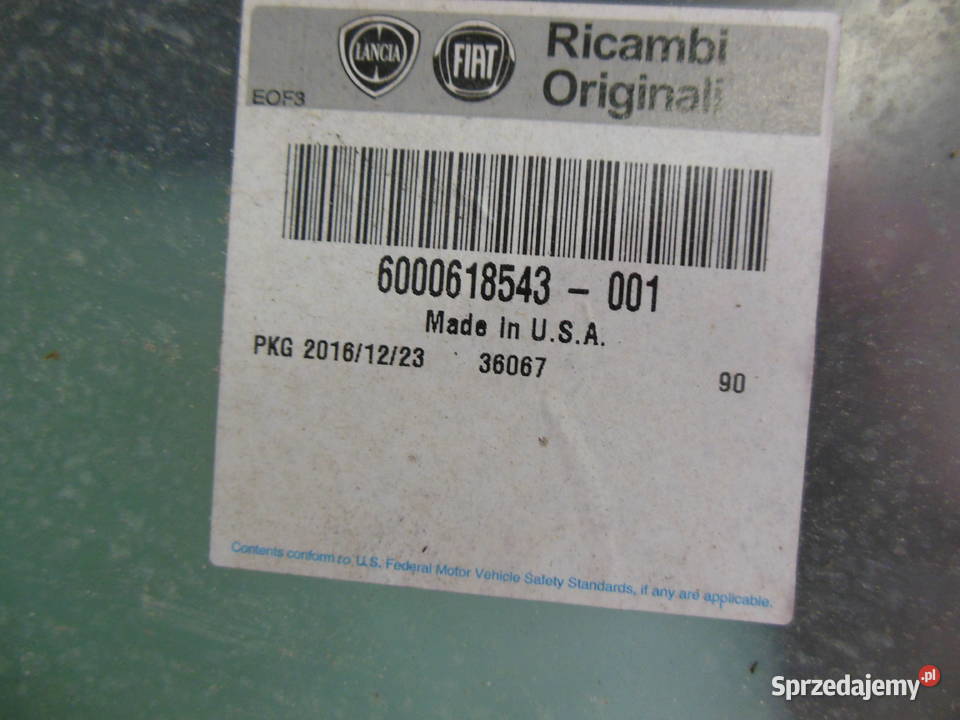 LANCIA
FIAT
Ricambi
Originali
EOF3
6000618543 - 001
Made In U.S.A.
PKG 2016/12/23 36067
90
Contents conform to U.S. Federal Motor Vehicle Safety Standards, if any are applicable.
Sprzedajemy.pl